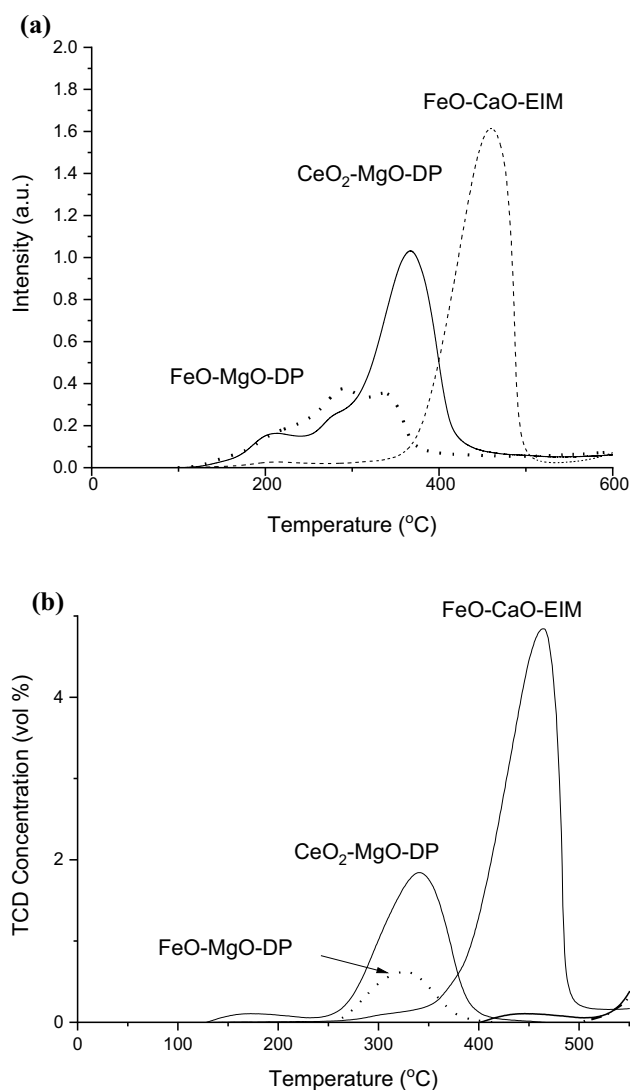 (a)
2.0
1.8
1.6
1.4
1.2
1.0
0.8
0.6
0.4
0.2
0.0
Intensity (a.u.)
FeO-CaO-EIM
CeO₂-MgO-DP
FeO-MgO-DP
0 200 400 600
Temperature (°C)
(b)
FeO-CaO-EIM
4
2
0
TCD Concentration (vol %)
CeO₂-MgO-DP
FeO-MgO-DP
0 100 200 300 400 500
Temperature (°C)